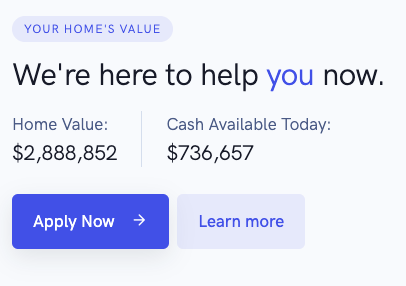 YOUR HOME'S VALUE
We're here to help you now.
Home Value:
$2,888,852
Cash Available Today:
$736,657
Apply Now →
Learn more